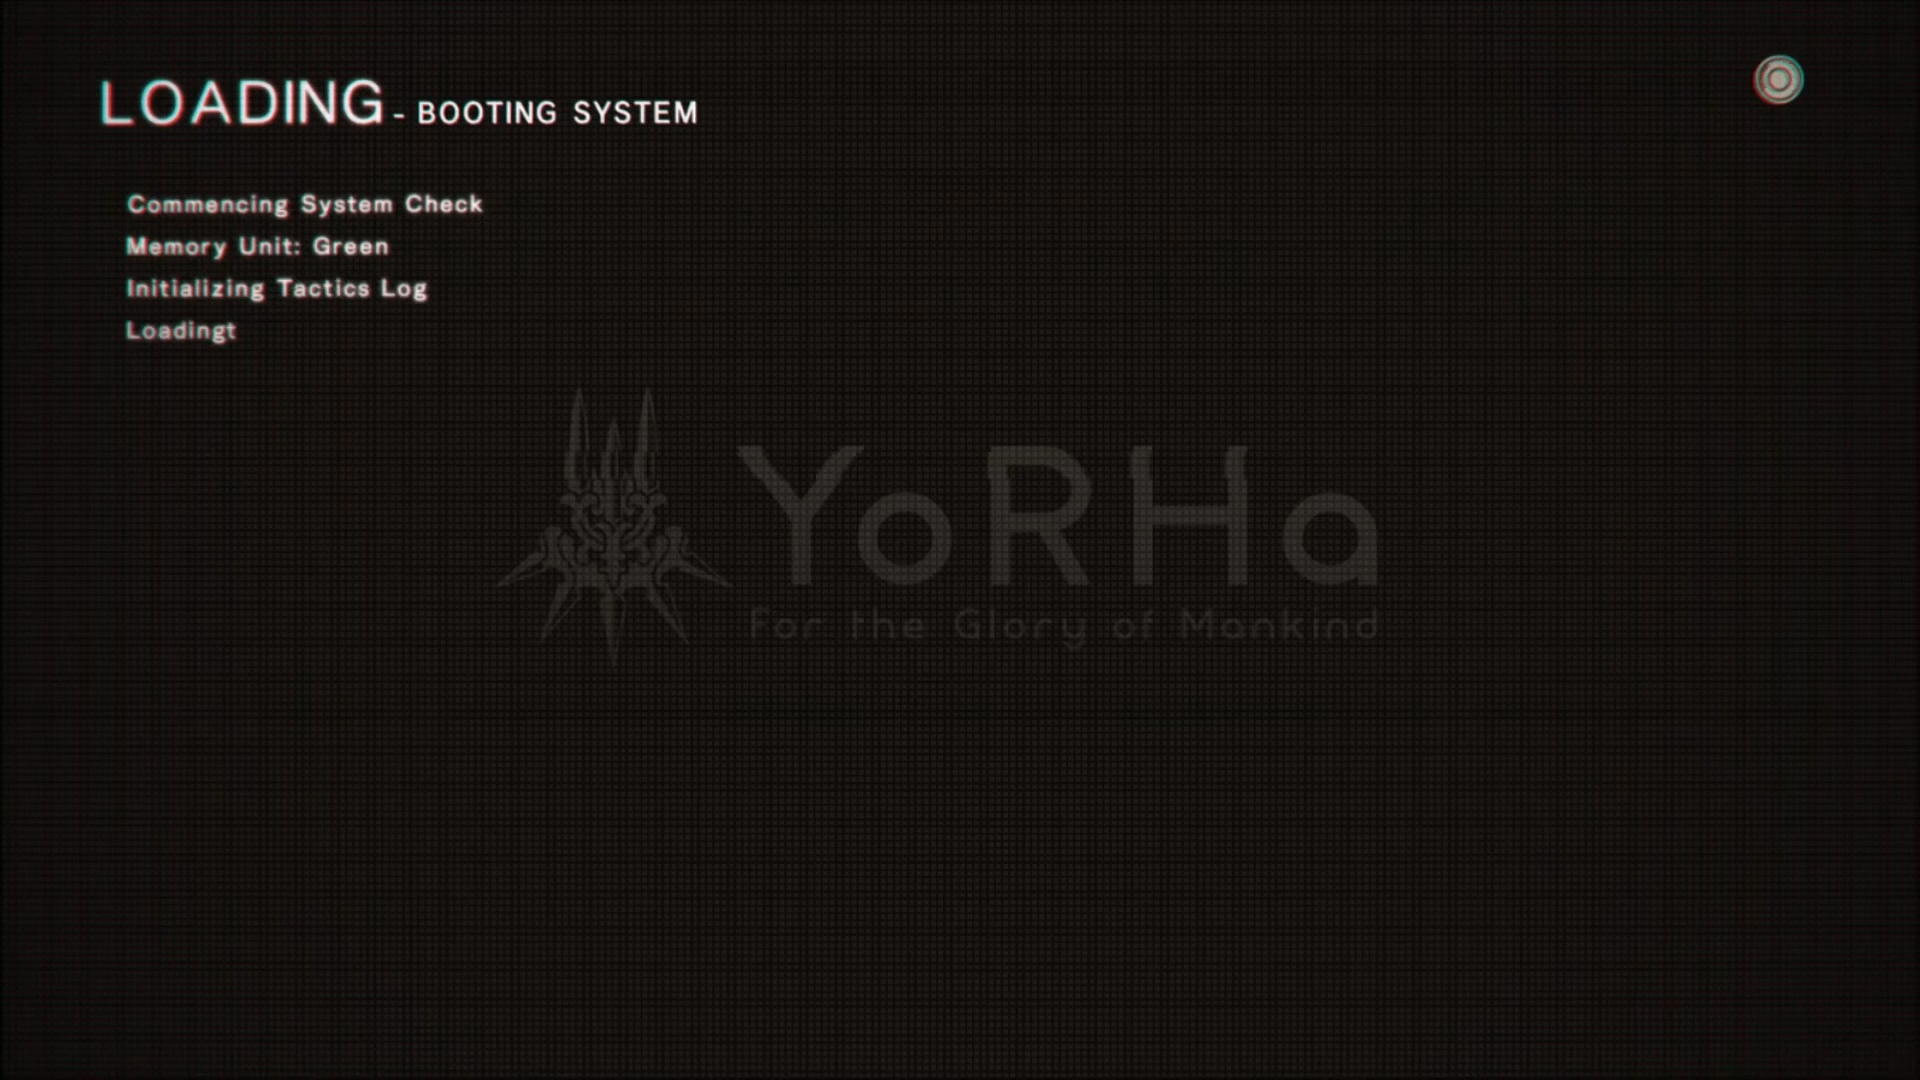 LOADING - BOOTING SYSTEM
Commencing System Check
Memory Unit: Green
Initializing Tactics Log
Loadingt
YoRHa
For the Glory of Mankind